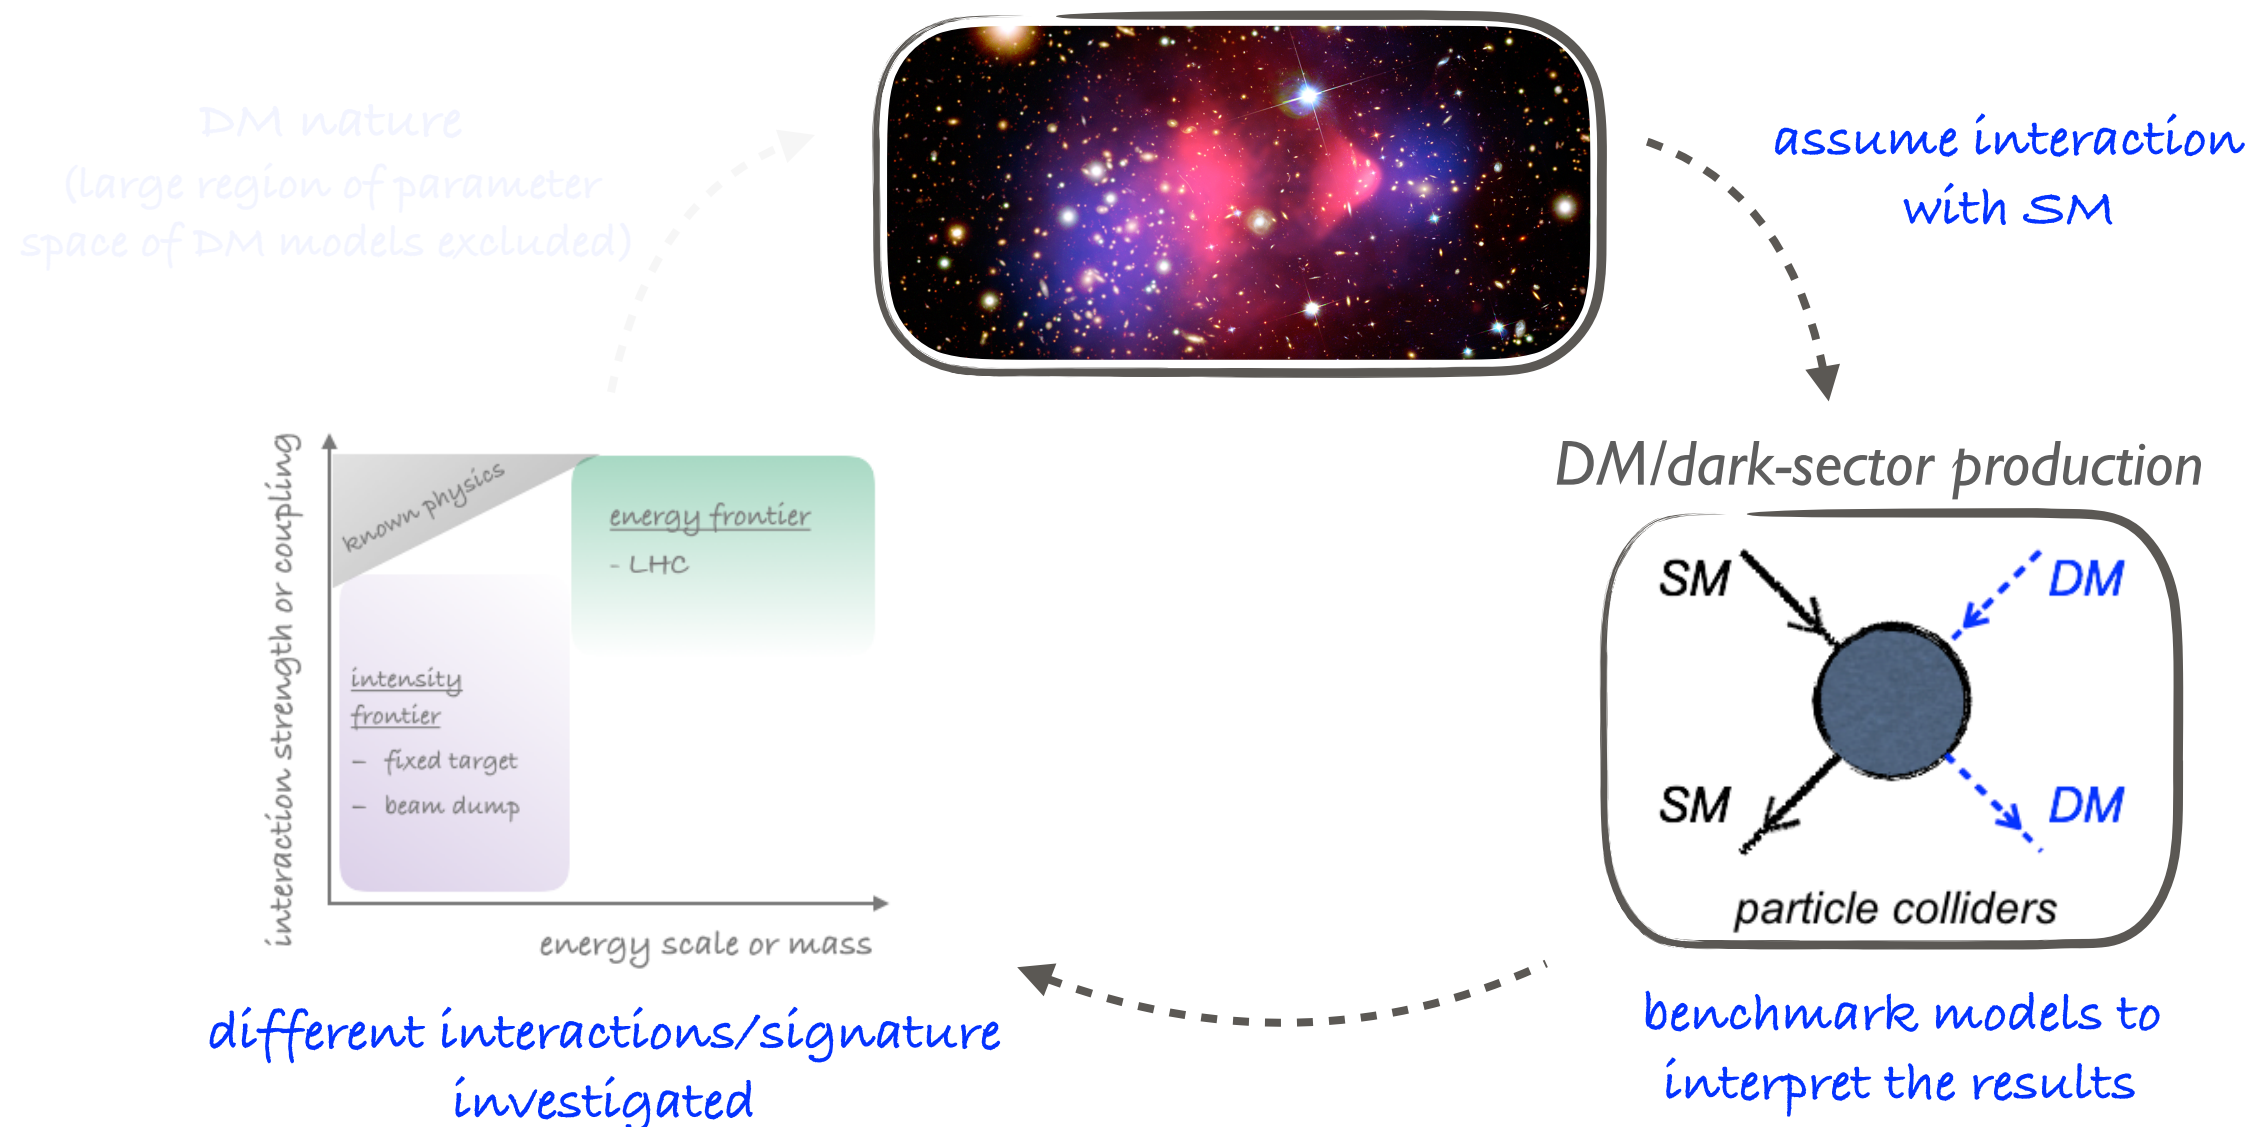 DM nature
(large region of parameter
space of DM models excluded)
assume interaction
with SM
DM/dark-sector production
SM
DM
SM
DM
particle colliders
benchmark models to
interpret the results
interaction strength or coupling
known physics
energy frontier
- LHC
intensity
frontier
– fixed target
– beam dump
energy scale or mass
different interactions/signature
investigated